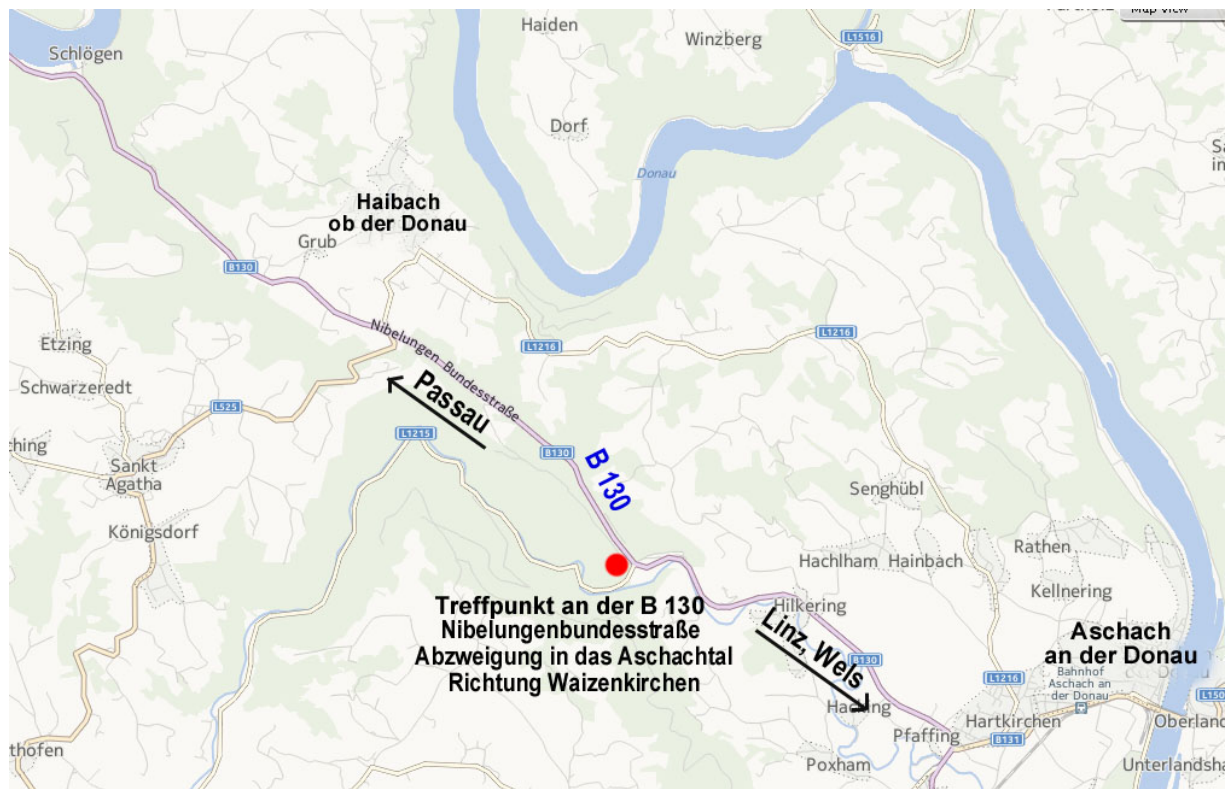 Map View
L1516
Haiden
Winzberg
Schlögen
Dorf
Donau
Haibach
ob der Donau
Grub
B130
Nibelungen Bundesstraße
L1216
L1216
Etzing
Schwarzeredt
Passau
L525
L1215
B130
B 130
Sankt
Agatha
Senghübl
Königsdorf
Hachlham
Hainbach
Rathen
Kellnering
Treffpunkt an der B 130
Nibelungenbundesstraße
Abzweigung in das Aschachtal
Richtung Waizenkirchen
Hilkering
Linz, Wels
B130
Aschach
an der Donau
Bahnhof
Aschach an
der Donau
L1216
Hartkirchen
Pfaffing
B131
Poxham